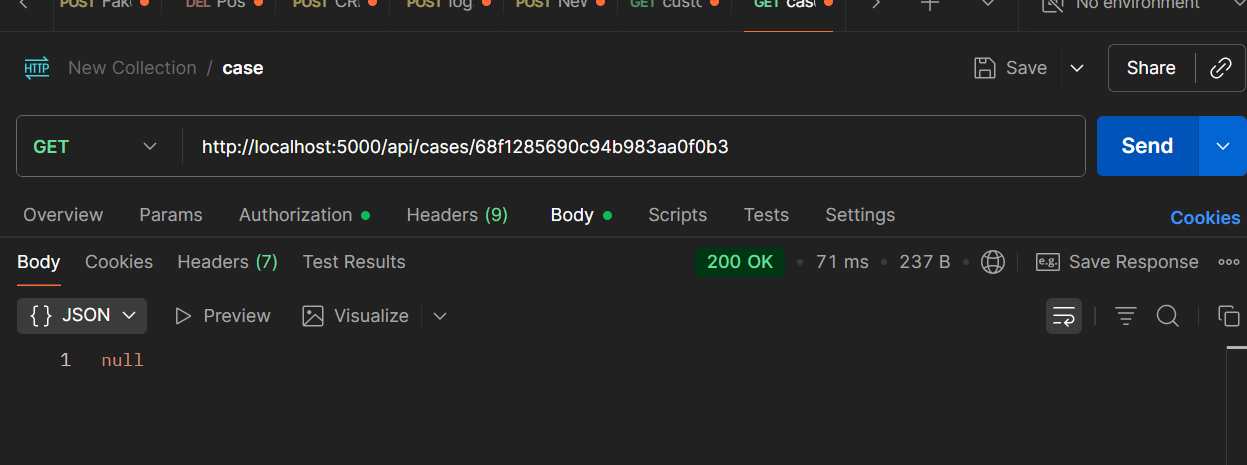 POST Fak DEL Pos POST CR POST log POST Nev GET custo GET cas No environment
HTTP New Collection / case Save Share
GET http://localhost:5000/api/cases/68f1285690c94b983aa0f0b3 Send
Overview Params Authorization Headers (9) Body Scripts Tests Settings Cookies
Body Cookies Headers (7) Test Results 200 OK • 71 ms • 237 B • e.g. Save Response
{} JSON Preview Visualize
1 null